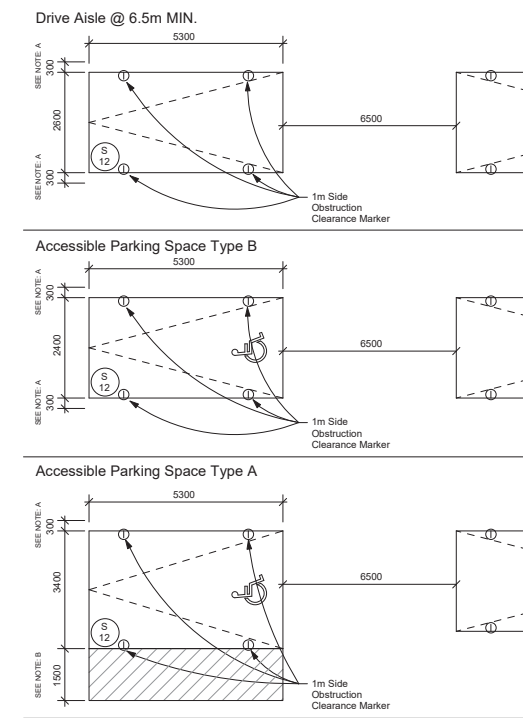 Drive Aisle @ 6.5m MIN.
5300
SEE NOTE: A
300
2600
6500
S
12
SEE NOTE: A
300
1m Side
Obstruction
Clearance Marker
Accessible Parking Space Type B
5300
SEE NOTE: A
300
2400
6500
S
12
SEE NOTE: A
300
1m Side
Obstruction
Clearance Marker
Accessible Parking Space Type A
5300
SEE NOTE: A
300
3400
6500
S
12
SEE NOTE: B
1500
1m Side
Obstruction
Clearance Marker